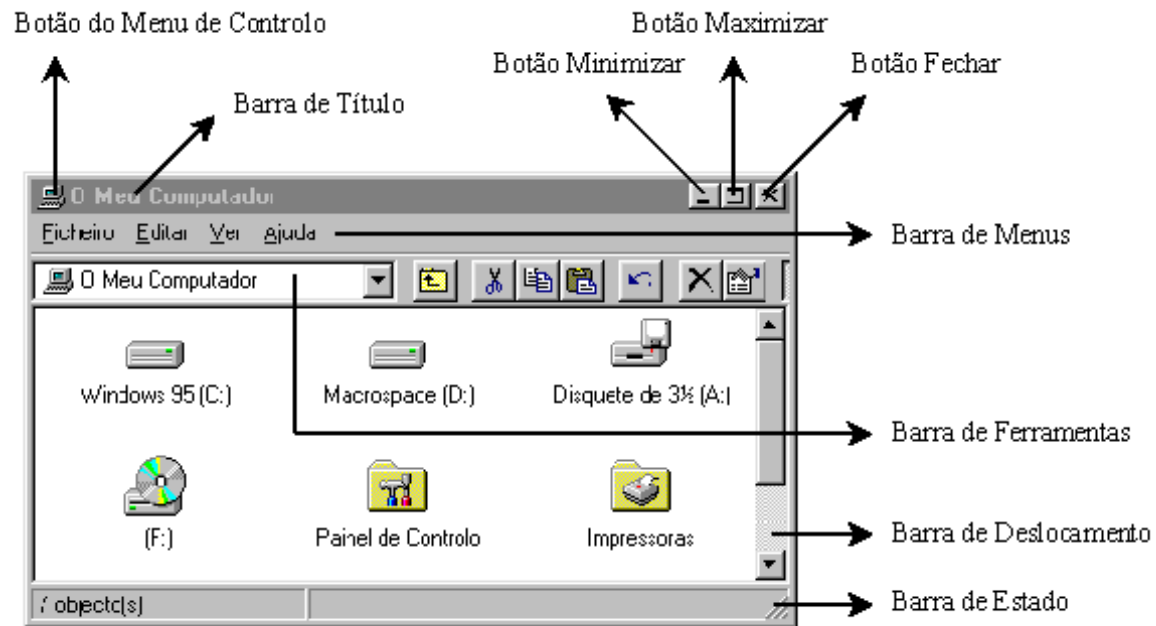 Botão do Menu de Controlo
Botão Maximizar
Botão Minimizar
Botão Fechar
Barra de Título
O Meu Computador
Ficheiro Editar Ver Ajuda
Barra de Menus
O Meu Computador
Windows 95 (C:)
Macrospace (D:)
Disquete de 3½ (A:)
Barra de Ferramentas
(F:)
Painel de Controlo
Impressoras
Barra de Deslocamento
7 objecto(s)
Barra de Estado